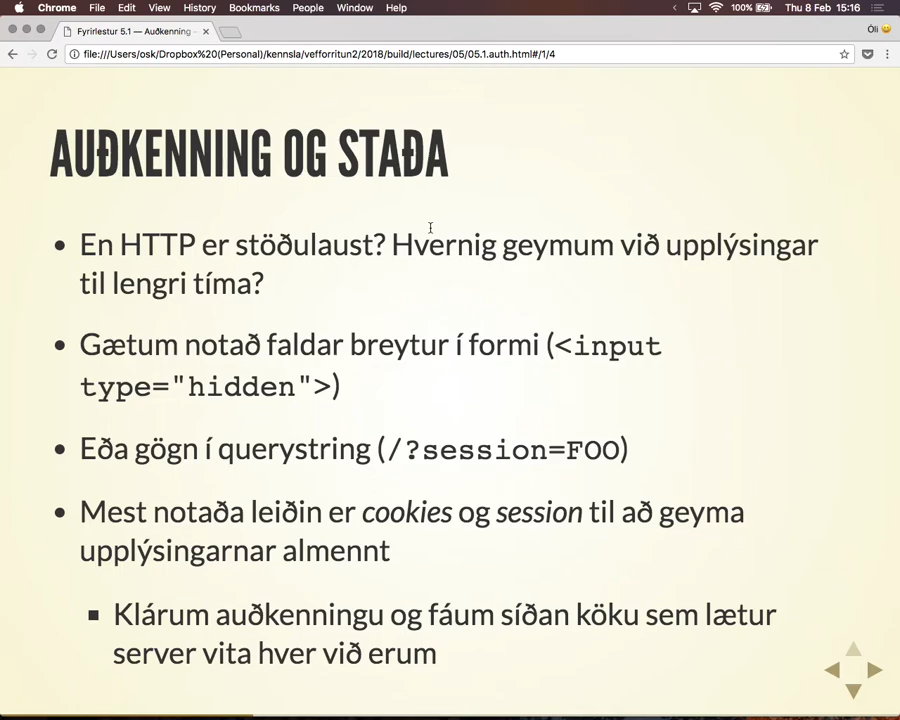 Chrome File Edit View History Bookmarks People Window Help 100% Thu 8 Feb 15:16
Fyrirlestur 5.1 — Auðkenning Óli
file:///Users/osk/Dropbox%20(Personal)/kennsla/vefforritun2/2018/build/lectures/05/05.1.auth.html#/1/4
AUÐKENNING OG STAÐA
• En HTTP er stöðulaust? Hvernig geymum við upplýsingar
til lengri tíma?
• Gætum notað faldar breytur í formi (<input
type="hidden">)
• Eða gögn í querystring (/?session=FOO)
• Mest notaða leiðin er cookies og session til að geyma
upplýsingarnar almennt
▪ Klárum auðkenningu og fáum síðan köku sem lætur
server vita hver við erum